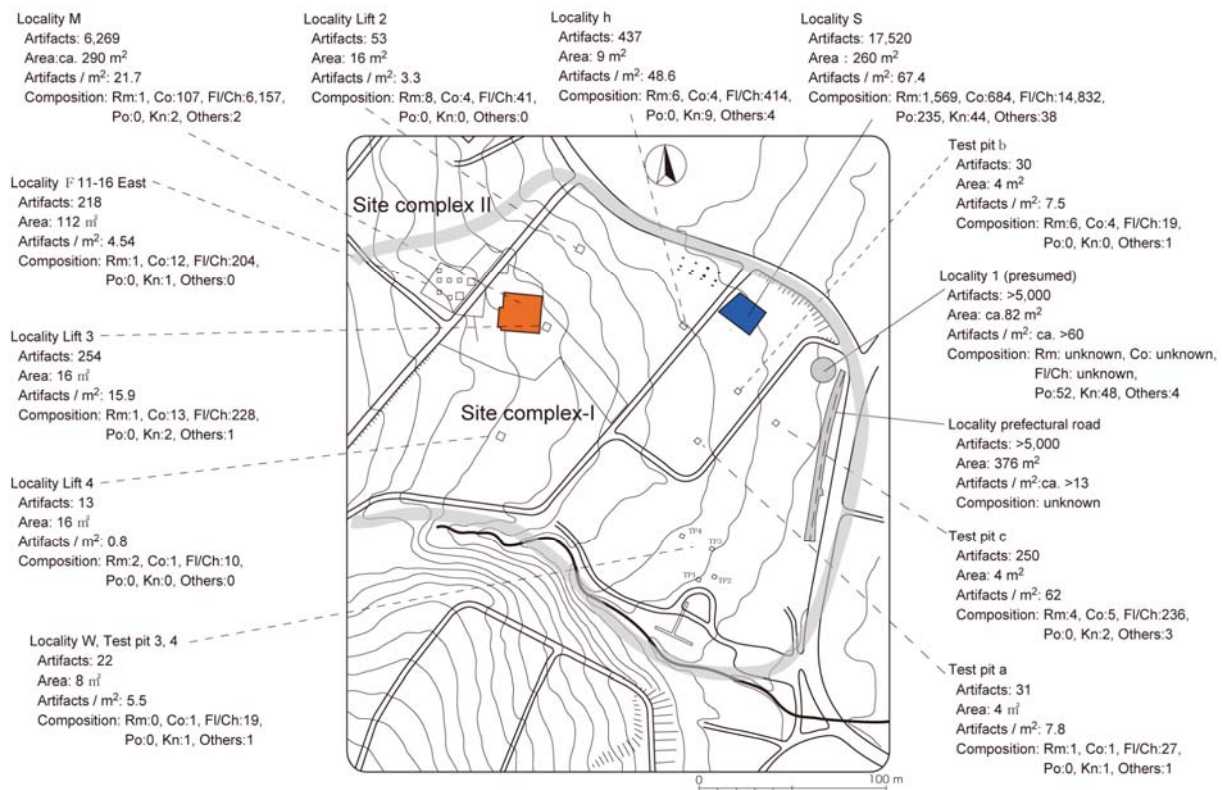 Locality M
Artifacts: 6,269
Area:ca. 290 m²
Artifacts / m²: 21.7
Composition: Rm:1, Co:107, Fl/Ch:6,157,
Po:0, Kn:2, Others:2
Locality Lift 2
Artifacts: 53
Area: 16 m²
Artifacts / m²: 3.3
Composition: Rm:8, Co:4, Fl/Ch:41,
Po:0, Kn:0, Others:0
Locality h
Artifacts: 437
Area: 9 m²
Artifacts / m²: 48.6
Composition: Rm:6, Co:4, Fl/Ch:414,
Po:0, Kn:9, Others:4
Locality S
Artifacts: 17,520
Area : 260 m²
Artifacts / m²: 67.4
Composition: Rm:1,569, Co:684, Fl/Ch:14,832,
Po:235, Kn:44, Others:38
Locality F 11-16 East
Artifacts: 218
Area: 112 ㎡
Artifacts / m²: 4.54
Composition: Rm:1, Co:12, Fl/Ch:204,
Po:0, Kn:1, Others:0
Locality Lift 3
Artifacts: 254
Area: 16 ㎡
Artifacts / m²: 15.9
Composition: Rm:1, Co:13, Fl/Ch:228,
Po:0, Kn:2, Others:1
Locality Lift 4
Artifacts: 13
Area: 16 ㎡
Artifacts / m²: 0.8
Composition: Rm:2, Co:1, Fl/Ch:10,
Po:0, Kn:0, Others:0
Locality W, Test pit 3, 4
Artifacts: 22
Area: 8 ㎡
Artifacts / m²: 5.5
Composition: Rm:0, Co:1, Fl/Ch:19,
Po:0, Kn:1, Others:1
Site complex II
Site complex-I
TP4
TP3
TP1
TP2
Test pit b
Artifacts: 30
Area: 4 m²
Artifacts / m²: 7.5
Composition: Rm:6, Co:4, Fl/Ch:19,
Po:0, Kn:0, Others:1
Locality 1 (presumed)
Artifacts: >5,000
Area: ca.82 m²
Artifacts / m²: ca. >60
Composition: Rm: unknown, Co: unknown,
Fl/Ch: unknown,
Po:52, Kn:48, Others:4
Locality prefectural road
Artifacts: >5,000
Area: 376 m²
Artifacts / m²:ca. >13
Composition: unknown
Test pit c
Artifacts: 250
Area: 4 m²
Artifacts / m²: 62
Composition: Rm:4, Co:5, Fl/Ch:236,
Po:0, Kn:2, Others:3
Test pit a
Artifacts: 31
Area: 4 ㎡
Artifacts / m²: 7.8
Composition: Rm:1, Co:1, Fl/Ch:27,
Po:0, Kn:1, Others:1
0 100 m